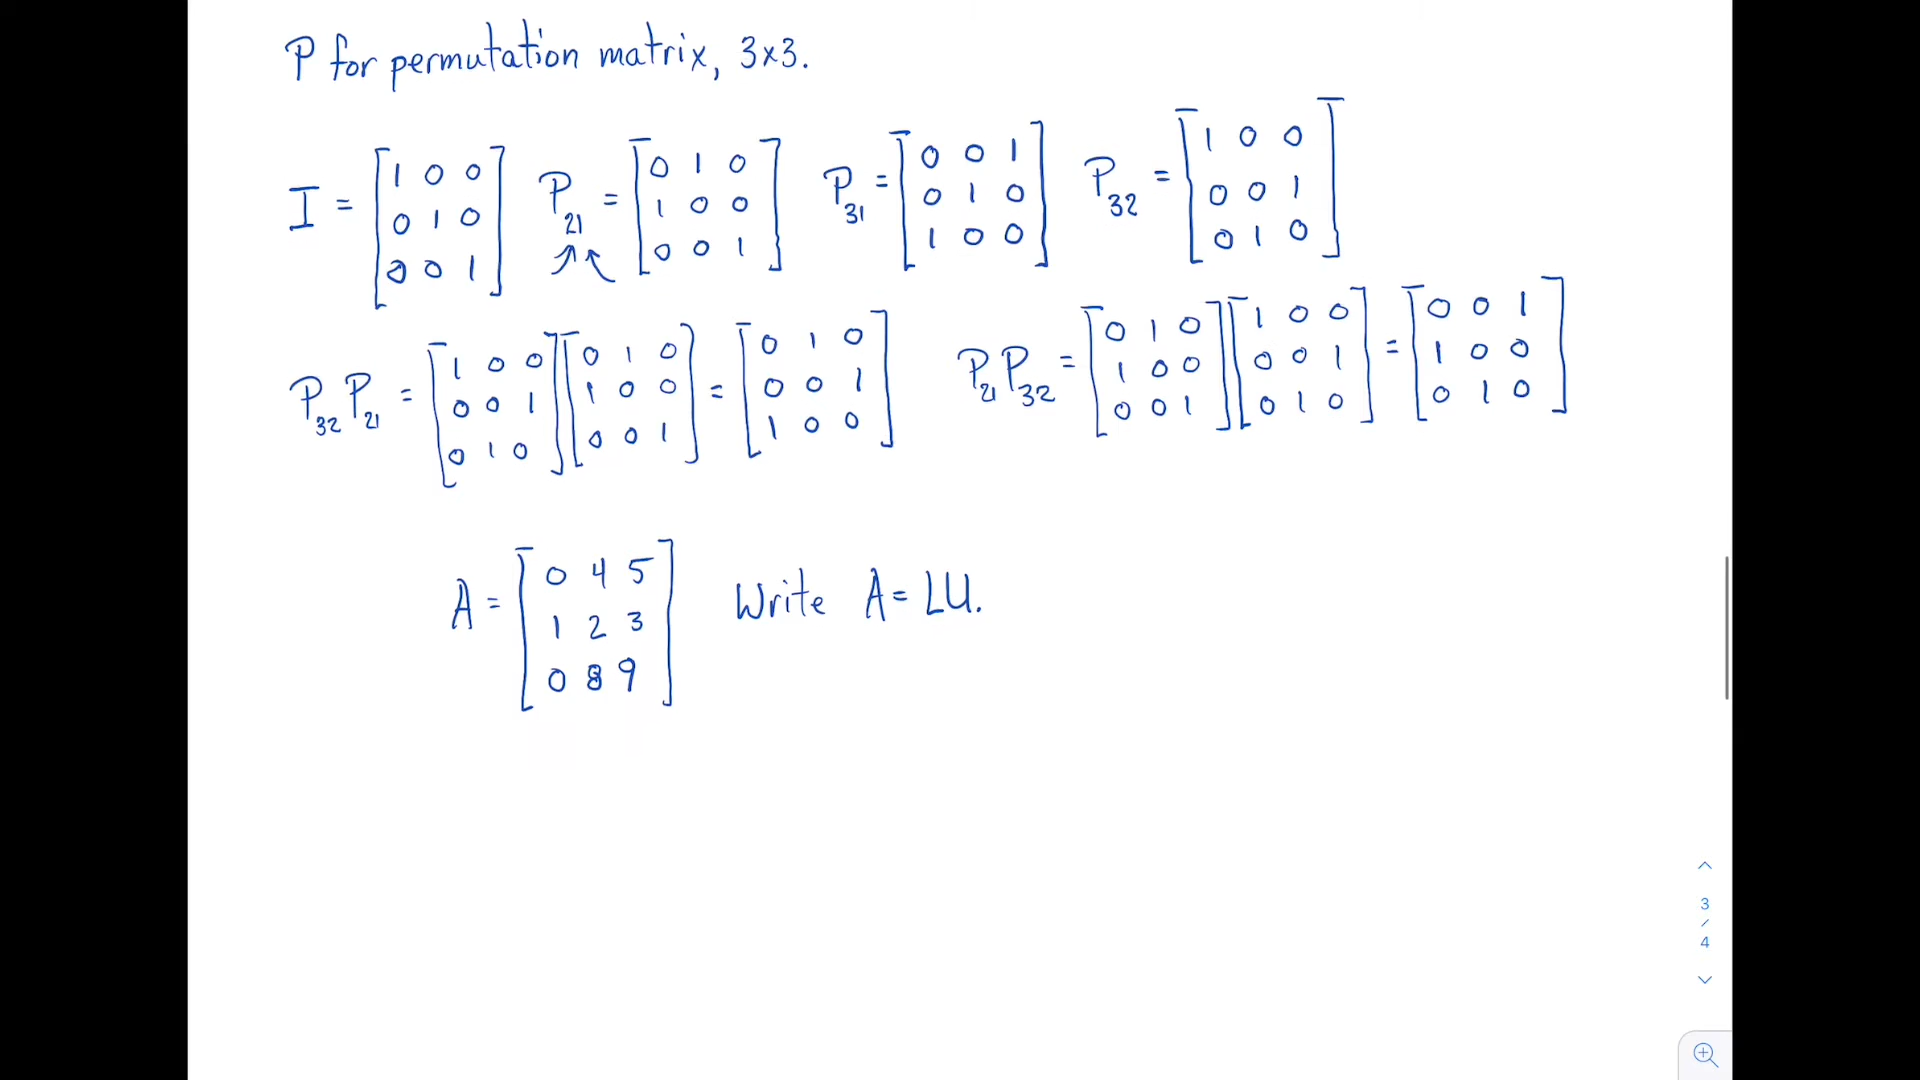 P for permutation matrix, 3x3.
I = [1 0 0; 0 1 0; 0 0 1] P21 = [0 1 0; 1 0 0; 0 0 1] P31 = [0 0 1; 0 1 0; 1 0 0] P32 = [1 0 0; 0 0 1; 0 1 0]
P32 P21 = [1 0 0; 0 0 1; 0 1 0] [0 1 0; 1 0 0; 0 0 1] = [0 1 0; 0 0 1; 1 0 0] P21 P32 = [0 1 0; 1 0 0; 0 0 1] [1 0 0; 0 0 1; 0 1 0] = [0 0 1; 1 0 0; 0 1 0]
A = [0 4 5; 1 2 3; 0 8 9] Write A = LU.
3
/
4